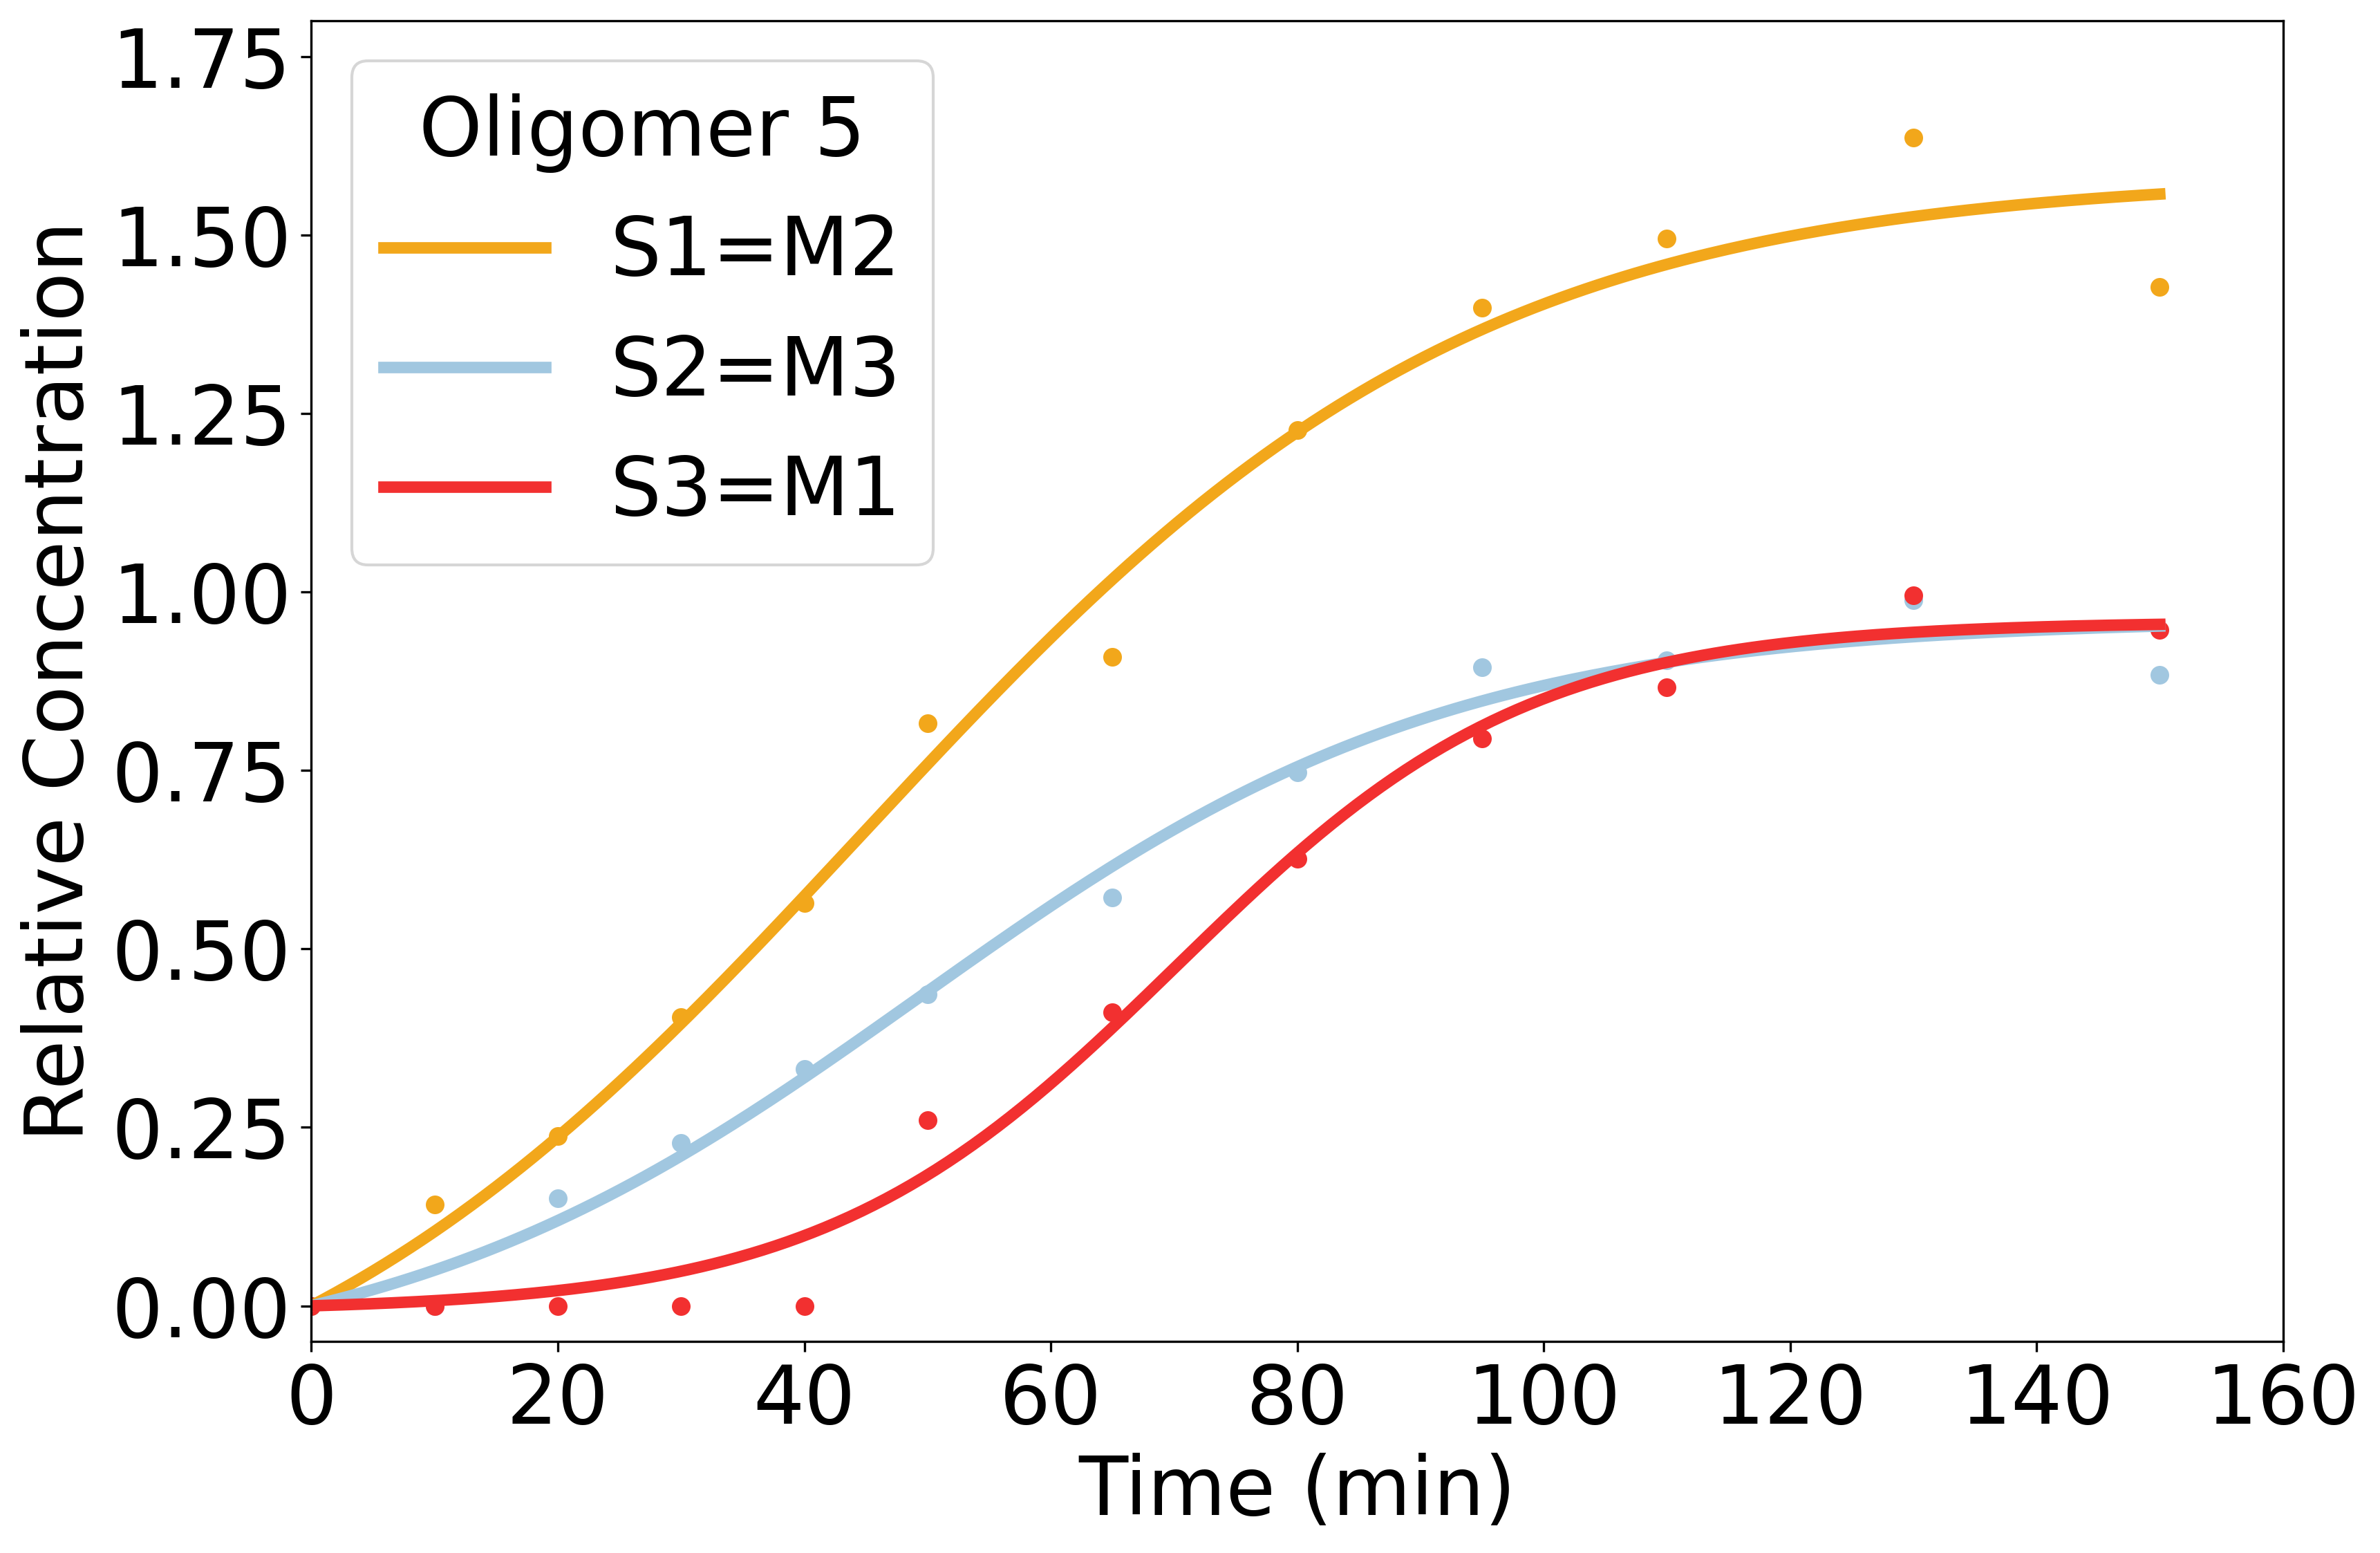 Relative Concentration
1.75
1.50
1.25
1.00
0.75
0.50
0.25
0.00
Oligomer 5
S1=M2
S2=M3
S3=M1
0 20 40 60 80 100 120 140 160
Time (min)